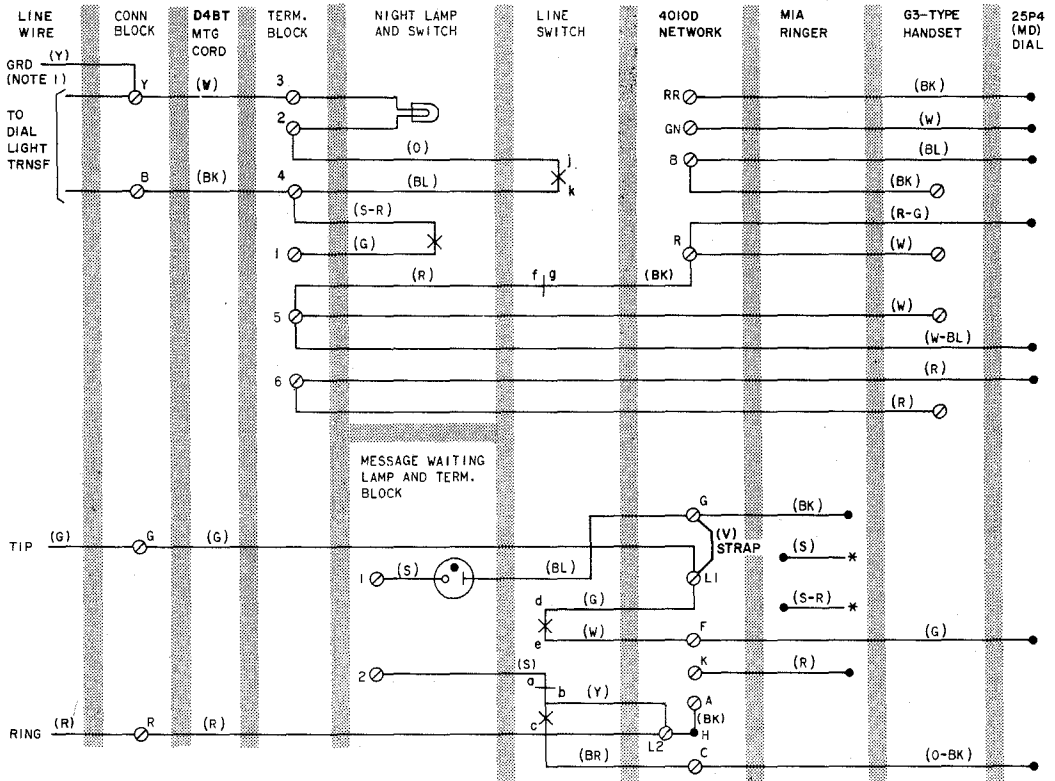 LINE WIRE
CONN BLOCK
D4BT MTG CORD
TERM. BLOCK
NIGHT LAMP AND SWITCH
LINE SWITCH
4010D NETWORK
MIA RINGER
G3-TYPE HANDSET
25P4 (MD) DIAL
(Y)
GRD (NOTE 1)
Y
(W)
3
RR
(BK)
TO DIAL LIGHT TRNSF
2
GN
(W)
(O)
j
B
(BL)
B
(BK)
4
(BL)
k
(BK)
(S-R)
(R-G)
1
(G)
R
(W)
(R)
f
g
(BK)
5
(W)
(W-BL)
6
(R)
(R)
MESSAGE WAITING LAMP AND TERM. BLOCK
G
(BK)
TIP
(G)
G
(G)
(V) STRAP
(S)
*
1
(S)
(BL)
L1
d
(G)
(S-R)
*
e
(W)
F
(G)
2
(S)
K
(R)
a
b
(Y)
A
(BK)
RING
(R)
R
(R)
c
L2
H
(BR)
C
(O-BK)